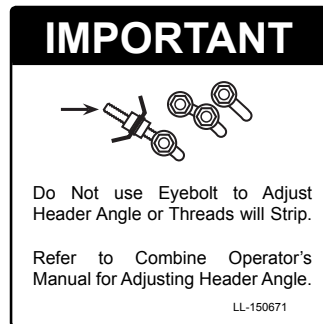 IMPORTANT
Do Not use Eyebolt to Adjust
Header Angle or Threads will Strip.
Refer to Combine Operator's
Manual for Adjusting Header Angle.
LL-150671